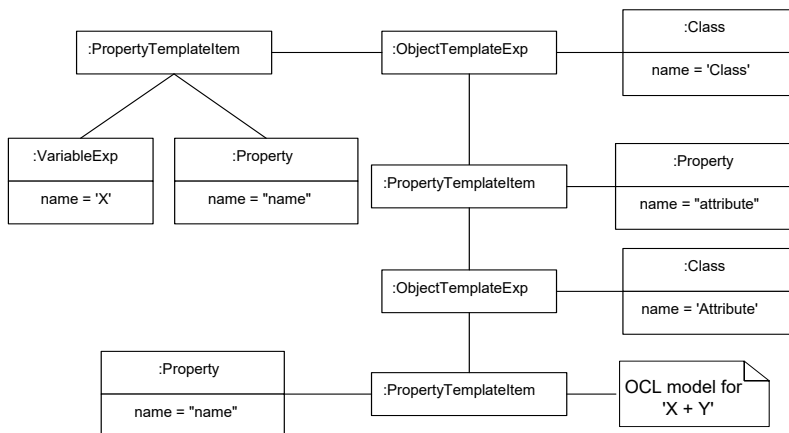 :PropertyTemplateItem
:ObjectTemplateExp
:Class
name = 'Class'
:VariableExp
name = 'X'
:Property
name = "name"
:PropertyTemplateItem
:Property
name = "attribute"
:ObjectTemplateExp
:Class
name = 'Attribute'
:Property
name = "name"
:PropertyTemplateItem
OCL model for
'X + Y'